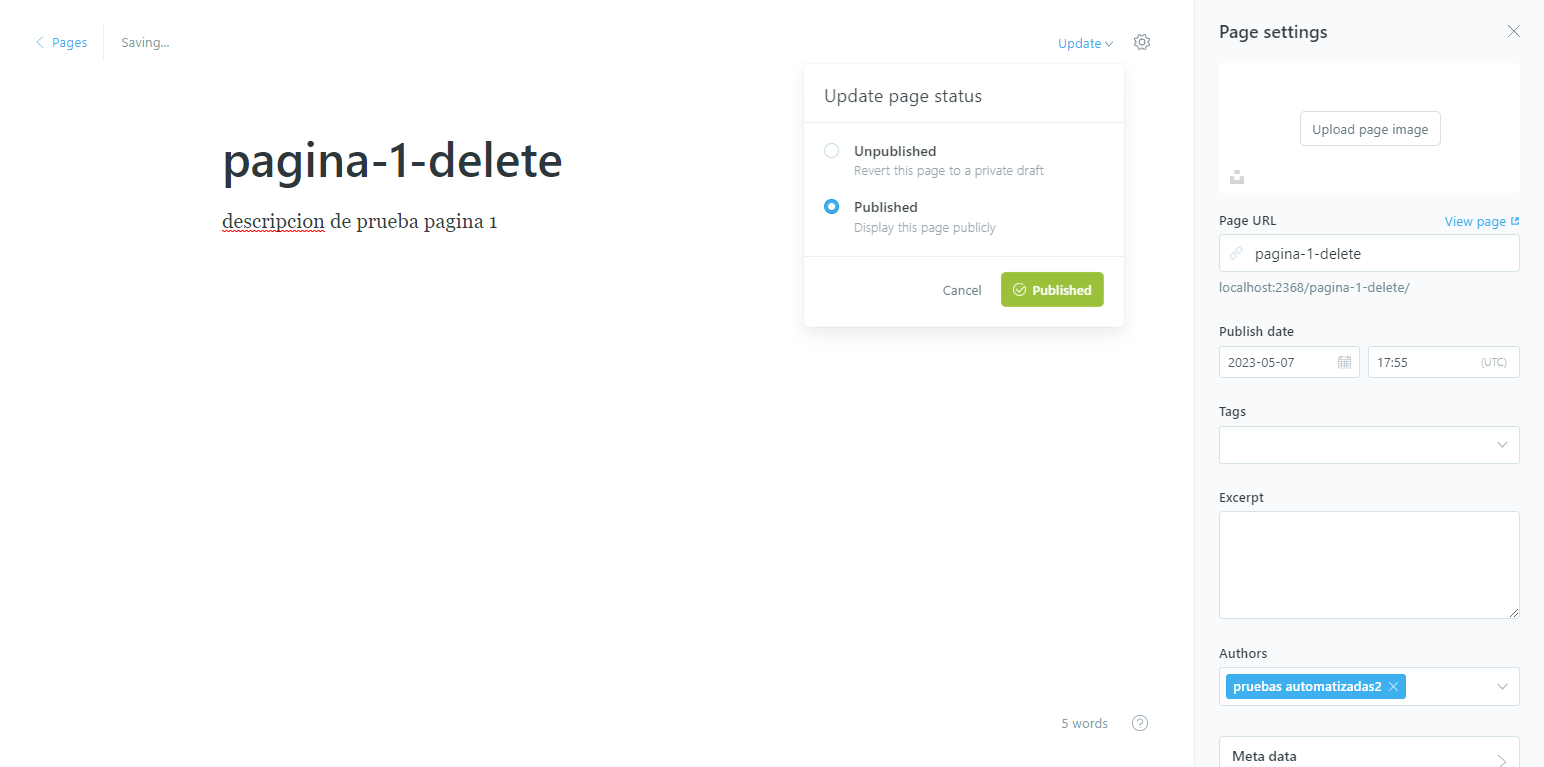 Pages
Saving...
Update
Update page status
Unpublished
Revert this page to a private draft
Published
Display this page publicly
Cancel
Published
pagina-1-delete
descripcion de prueba pagina 1
5 words
Page settings
Upload page image
Page URL
View page
pagina-1-delete
localhost:2368/pagina-1-delete/
Publish date
2023-05-07
17:55
(UTC)
Tags
Excerpt
Authors
pruebas automatizadas2
Meta data